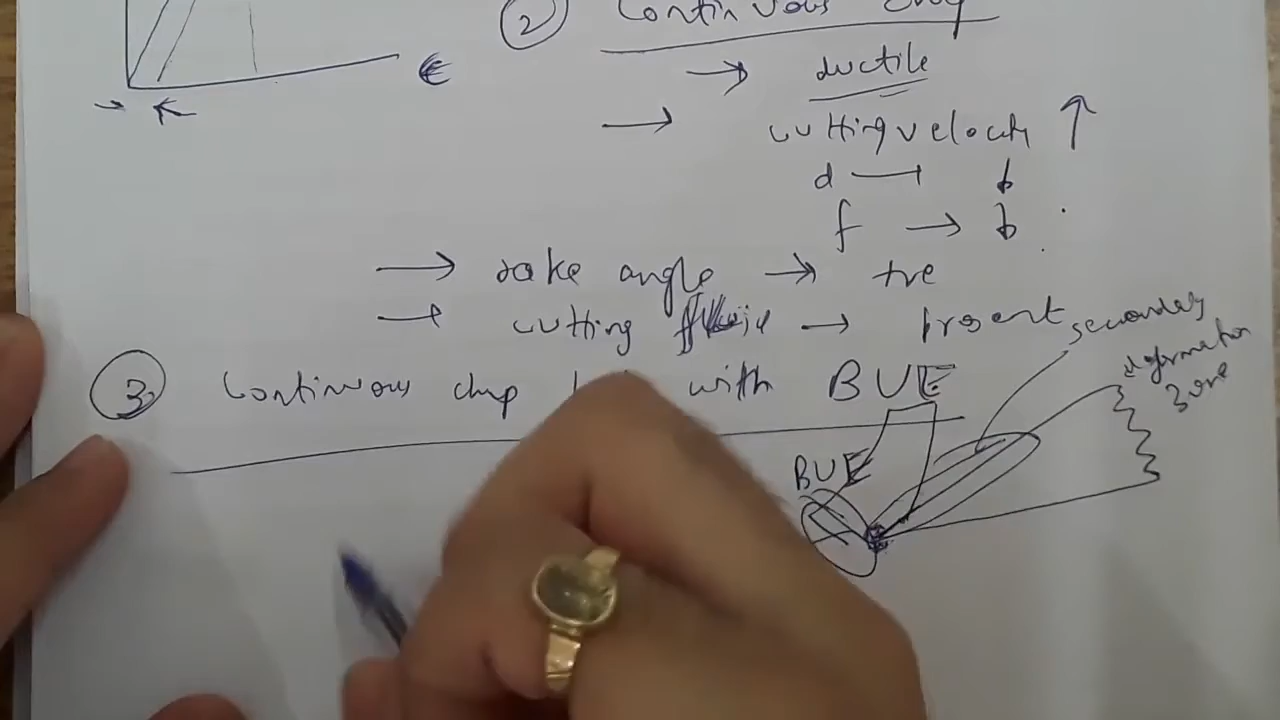 ε
② Continuous chip
→ ductile
→ cutting velocity ↑
d → b
f → b
→ rake angle → +ve
→ cutting fluid → present
secondary
deformation
zone
③ Continuous chip with BUE
BUE